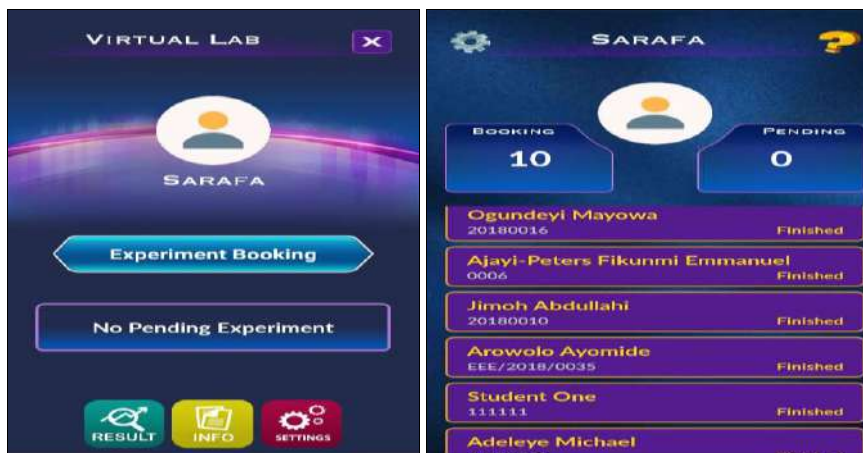 VIRTUAL LAB
X
SARAFA
Experiment Booking
No Pending Experiment
RESULT INFO SETTINGS
SARAFA ?
BOOKING PENDING
10 0
Ogundeyi Mayowa
20180016 Finished
Ajayi-Peters Fikunmi Emmanuel
0006 Finished
Jimoh Abdullahi
20180010 Finished
Arowolo Ayomide
EEE/2018/0035 Finished
Student One
111111 Finished
Adeleye Michael